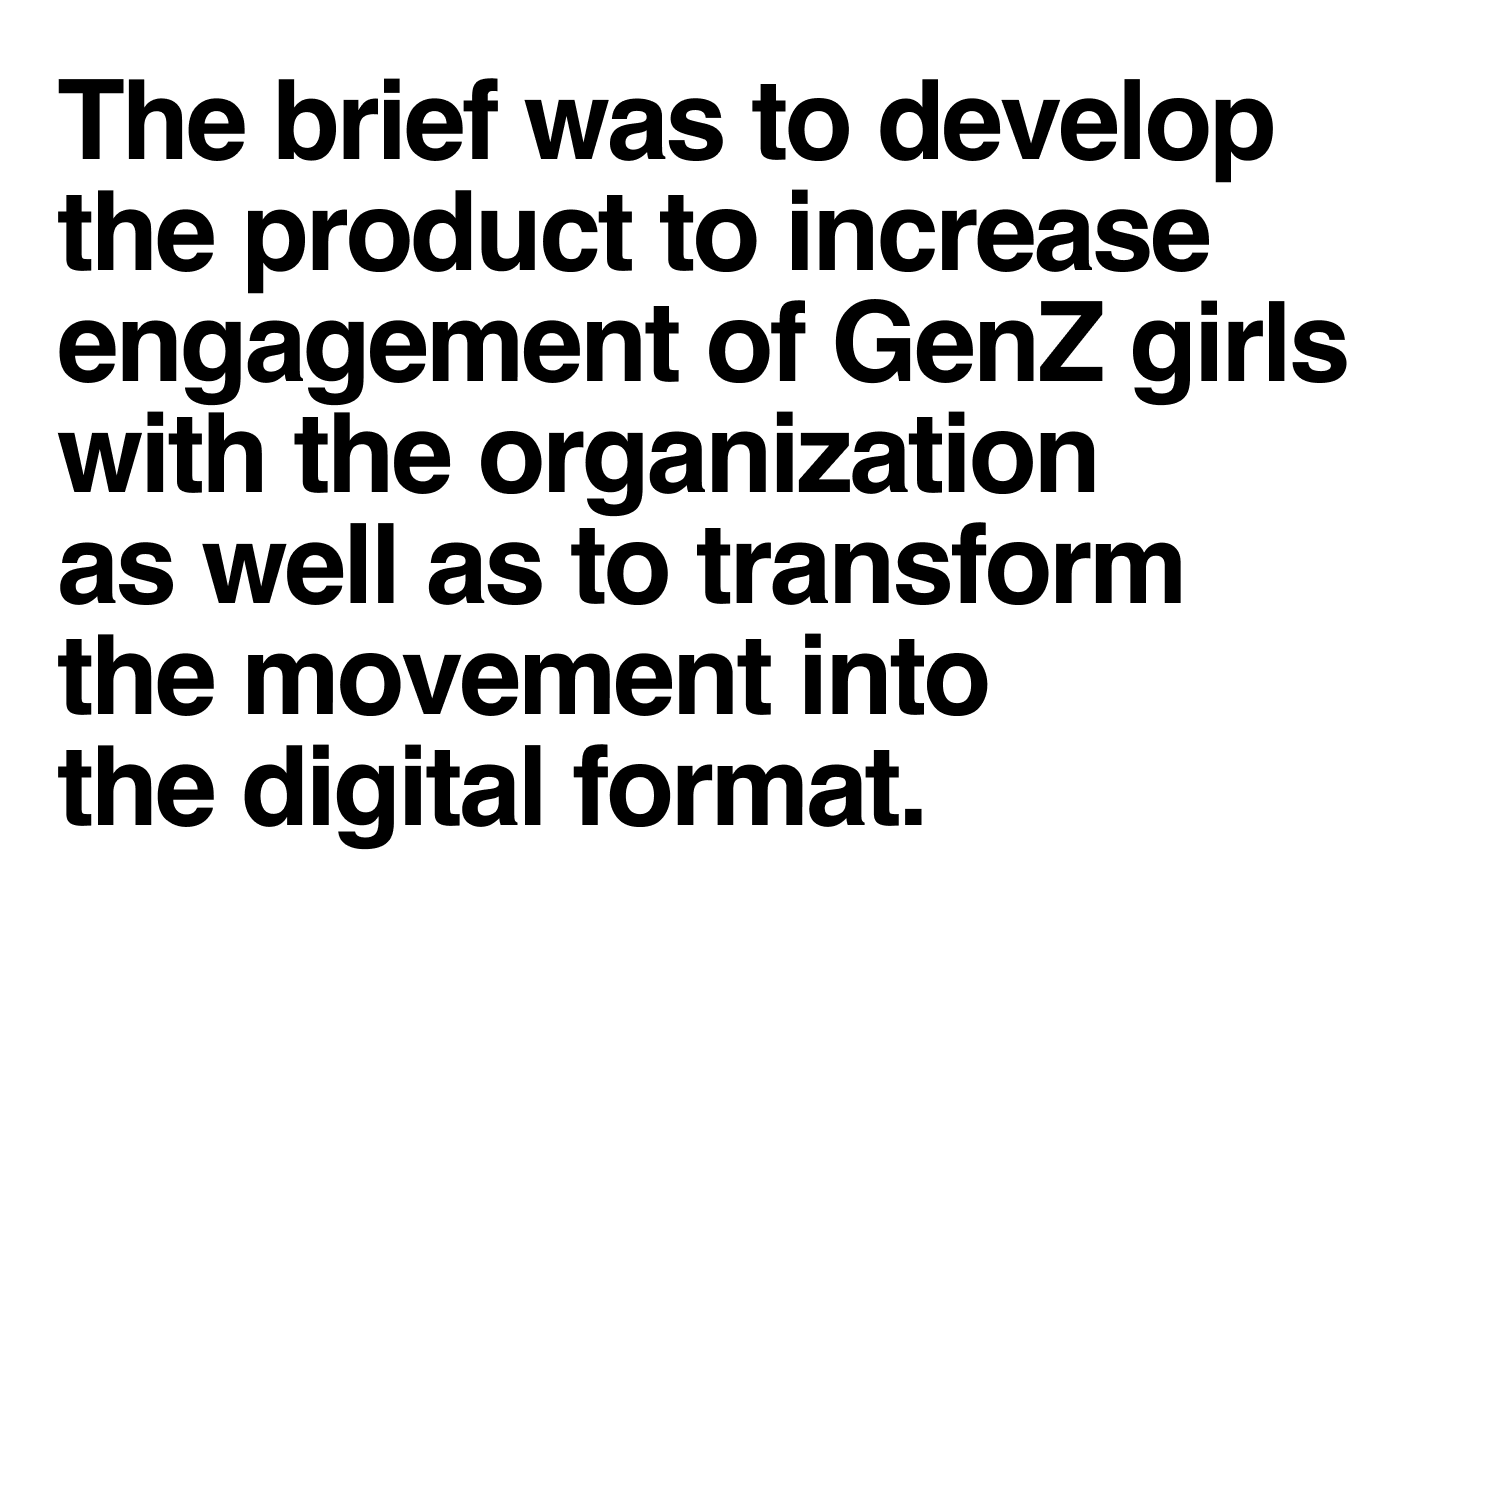 The brief was to develop
the product to increase
engagement of GenZ girls
with the organization
as well as to transform
the movement into
the digital format.